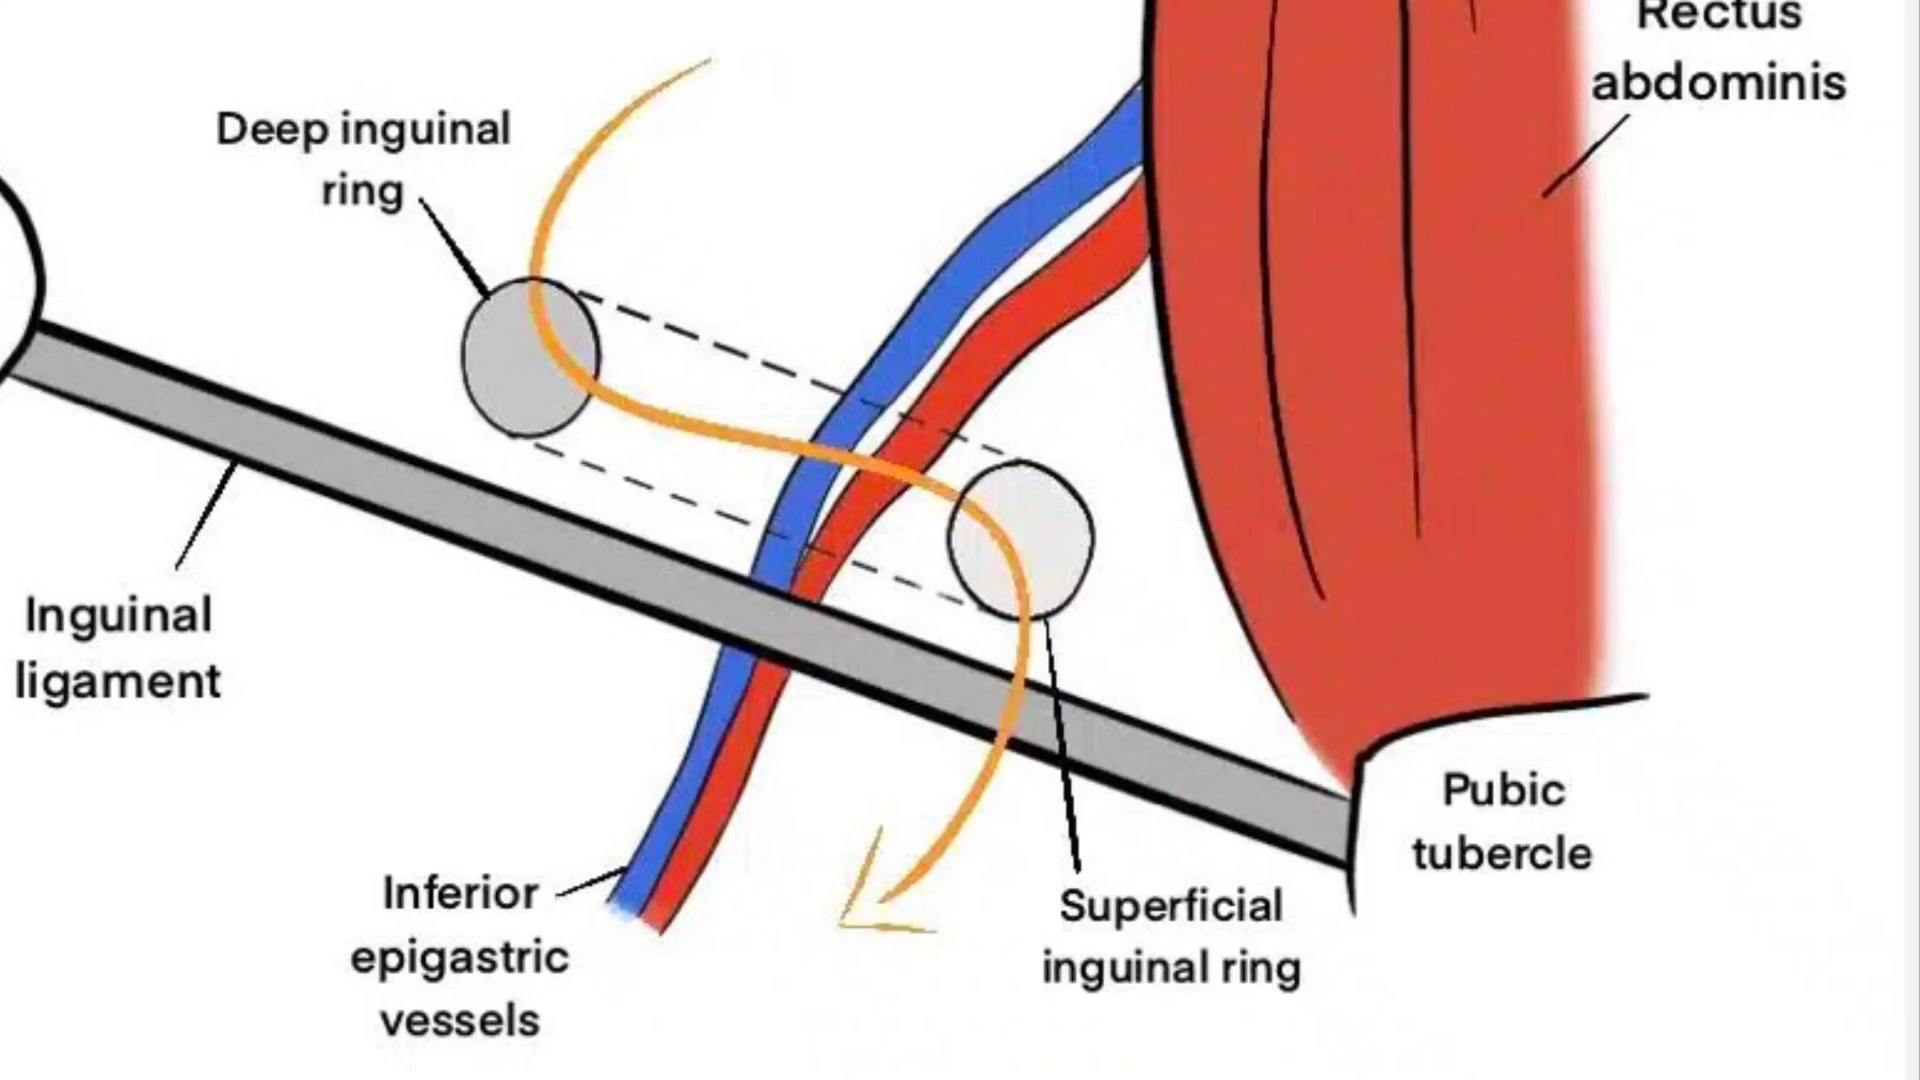 Rectus
abdominis
Deep inguinal
ring
Inguinal
ligament
Pubic
tubercle
Inferior
epigastric
vessels
Superficial
inguinal ring